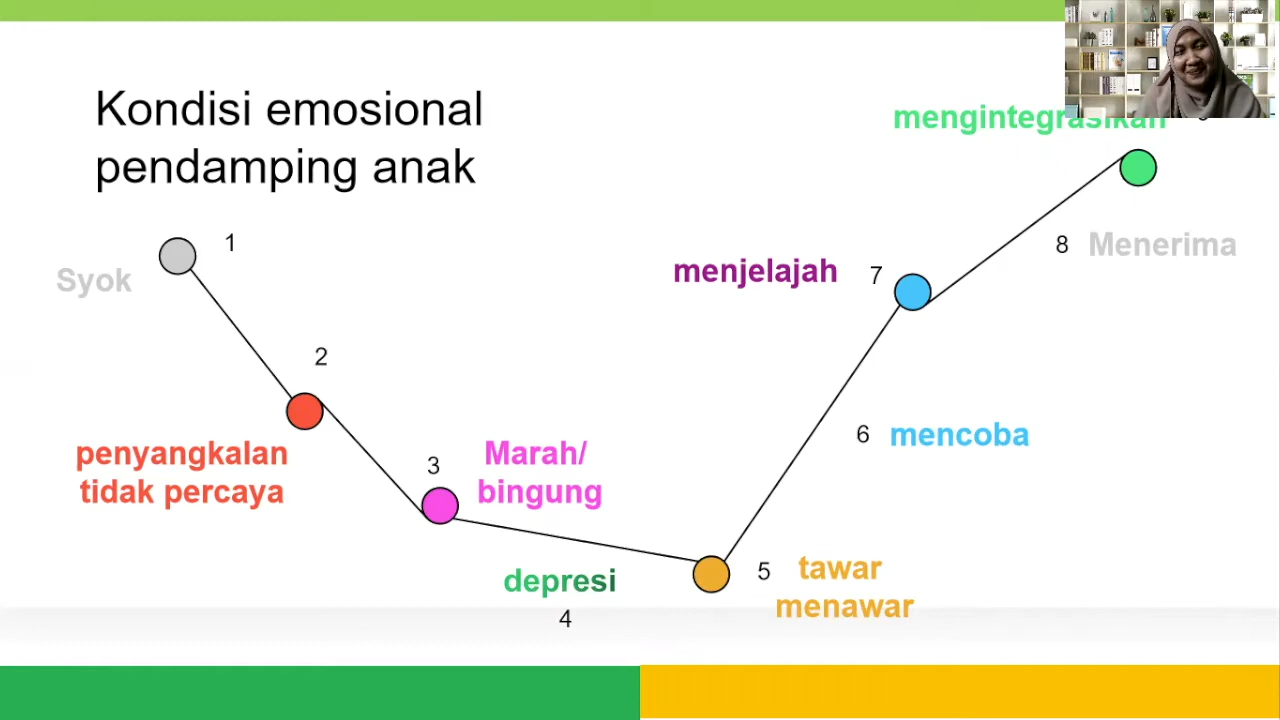 Kondisi emosional
pendamping anak
1
Syok
2
penyangkalan
tidak percaya
3
Marah/
bingung
depresi
4
5
tawar
menawar
6
mencoba
menjelajah
7
8
Menerima
mengintegrasikan